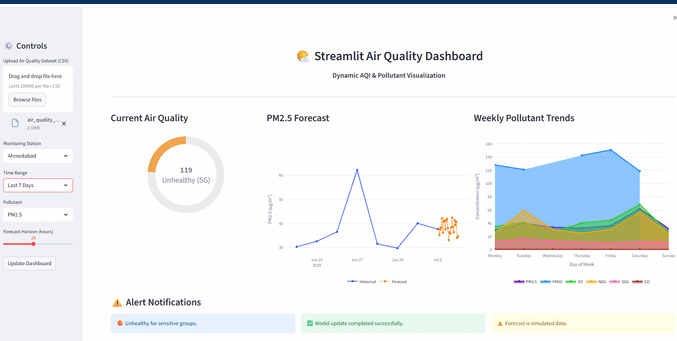 Controls
Upload Air Quality Dataset (CSV)
Drag and drop file here
Limit 200MB per file • CSV
Browse files
air_quality_...
2.5MB
Monitoring Station
Ahmedabad
Time Range
Last 7 Days
Pollutant
PM2.5
Forecast Horizon (hours)
24
Update Dashboard
Streamlit Air Quality Dashboard
Dynamic AQI & Pollutant Visualization
Current Air Quality
119
Unhealthy (SG)
PM2.5 Forecast
PM2.5 (µg/m³)
60
50
40
30
Jun 25
2020
Jun 27
Jun 29
Jul 1
Historical
Forecast
Weekly Pollutant Trends
Concentration (µg/m³)
160
140
120
100
80
60
40
20
0
Monday
Tuesday
Wednesday
Thursday
Friday
Saturday
Sunday
Day of Week
PM2.5
PM10
O3
NO2
SO2
CO
Alert Notifications
Unhealthy for sensitive groups.
Model update completed successfully.
Forecast is simulated data.